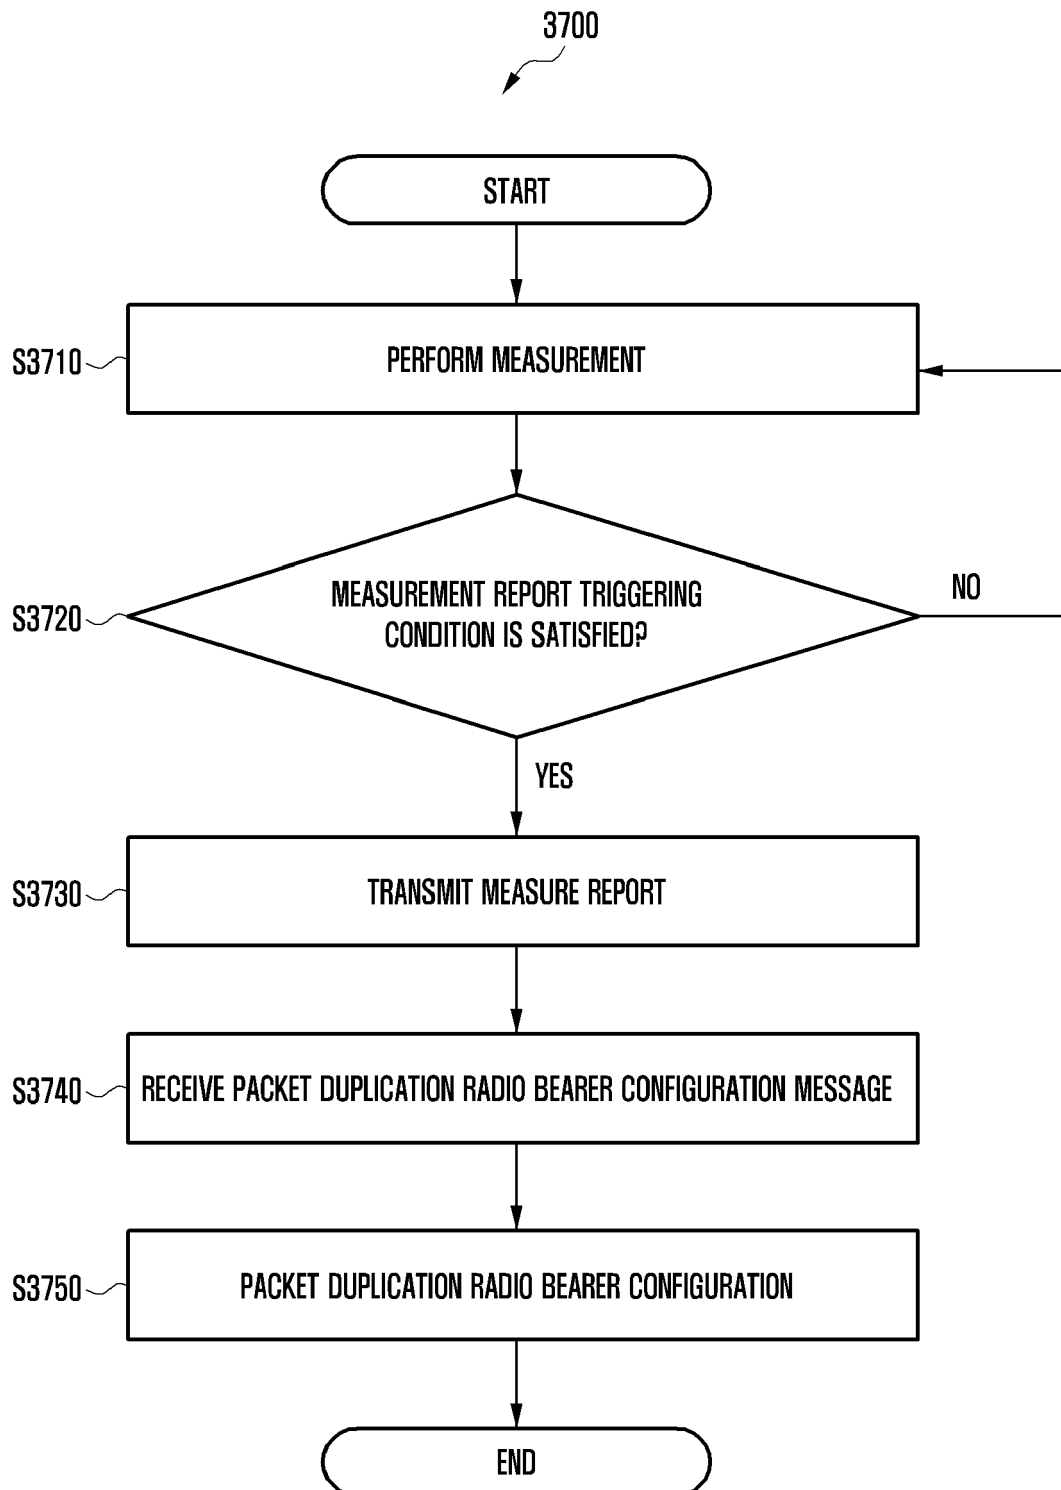 3700
START
S3710
PERFORM MEASUREMENT
S3720
MEASUREMENT REPORT TRIGGERING
CONDITION IS SATISFIED?
NO
YES
S3730
TRANSMIT MEASURE REPORT
S3740
RECEIVE PACKET DUPLICATION RADIO BEARER CONFIGURATION MESSAGE
S3750
PACKET DUPLICATION RADIO BEARER CONFIGURATION
END